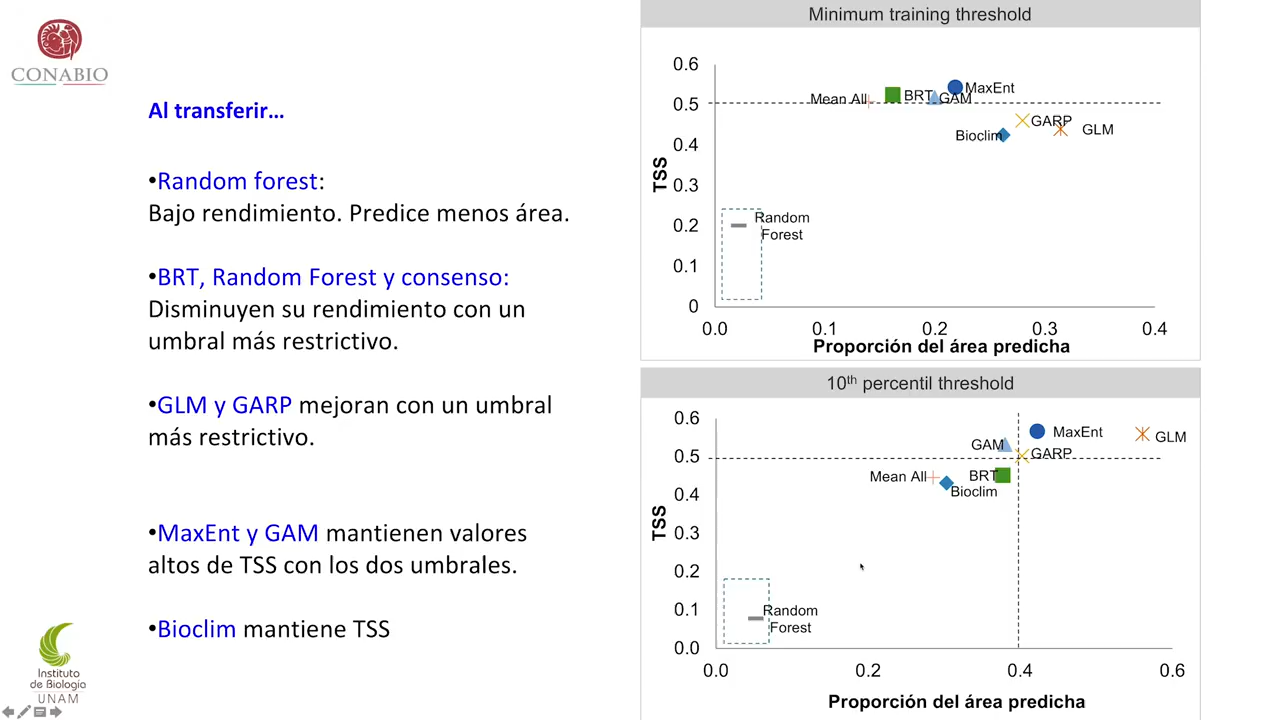 CONABIO
Al transferir...
•Random forest:
Bajo rendimiento. Predice menos área.
•BRT, Random Forest y consenso:
Disminuyen su rendimiento con un
umbral más restrictivo.
•GLM y GARP mejoran con un umbral
más restrictivo.
•MaxEnt y GAM mantienen valores
altos de TSS con los dos umbrales.
•Bioclim mantiene TSS
Instituto
de Biología
UNAM
Minimum training threshold
TSS
0.6
0.5
0.4
0.3
0.2
0.1
0
Mean All
BRT
GAM
MaxEnt
Bioclim
GARP
GLM
Random
Forest
0.0 0.1 0.2 0.3 0.4
Proporción del área predicha
10th percentil threshold
TSS
0.6
0.5
0.4
0.3
0.2
0.1
0.0
GAM
MaxEnt
GLM
GARP
Mean All
BRT
Bioclim
Random
Forest
0.0 0.2 0.4 0.6
Proporción del área predicha